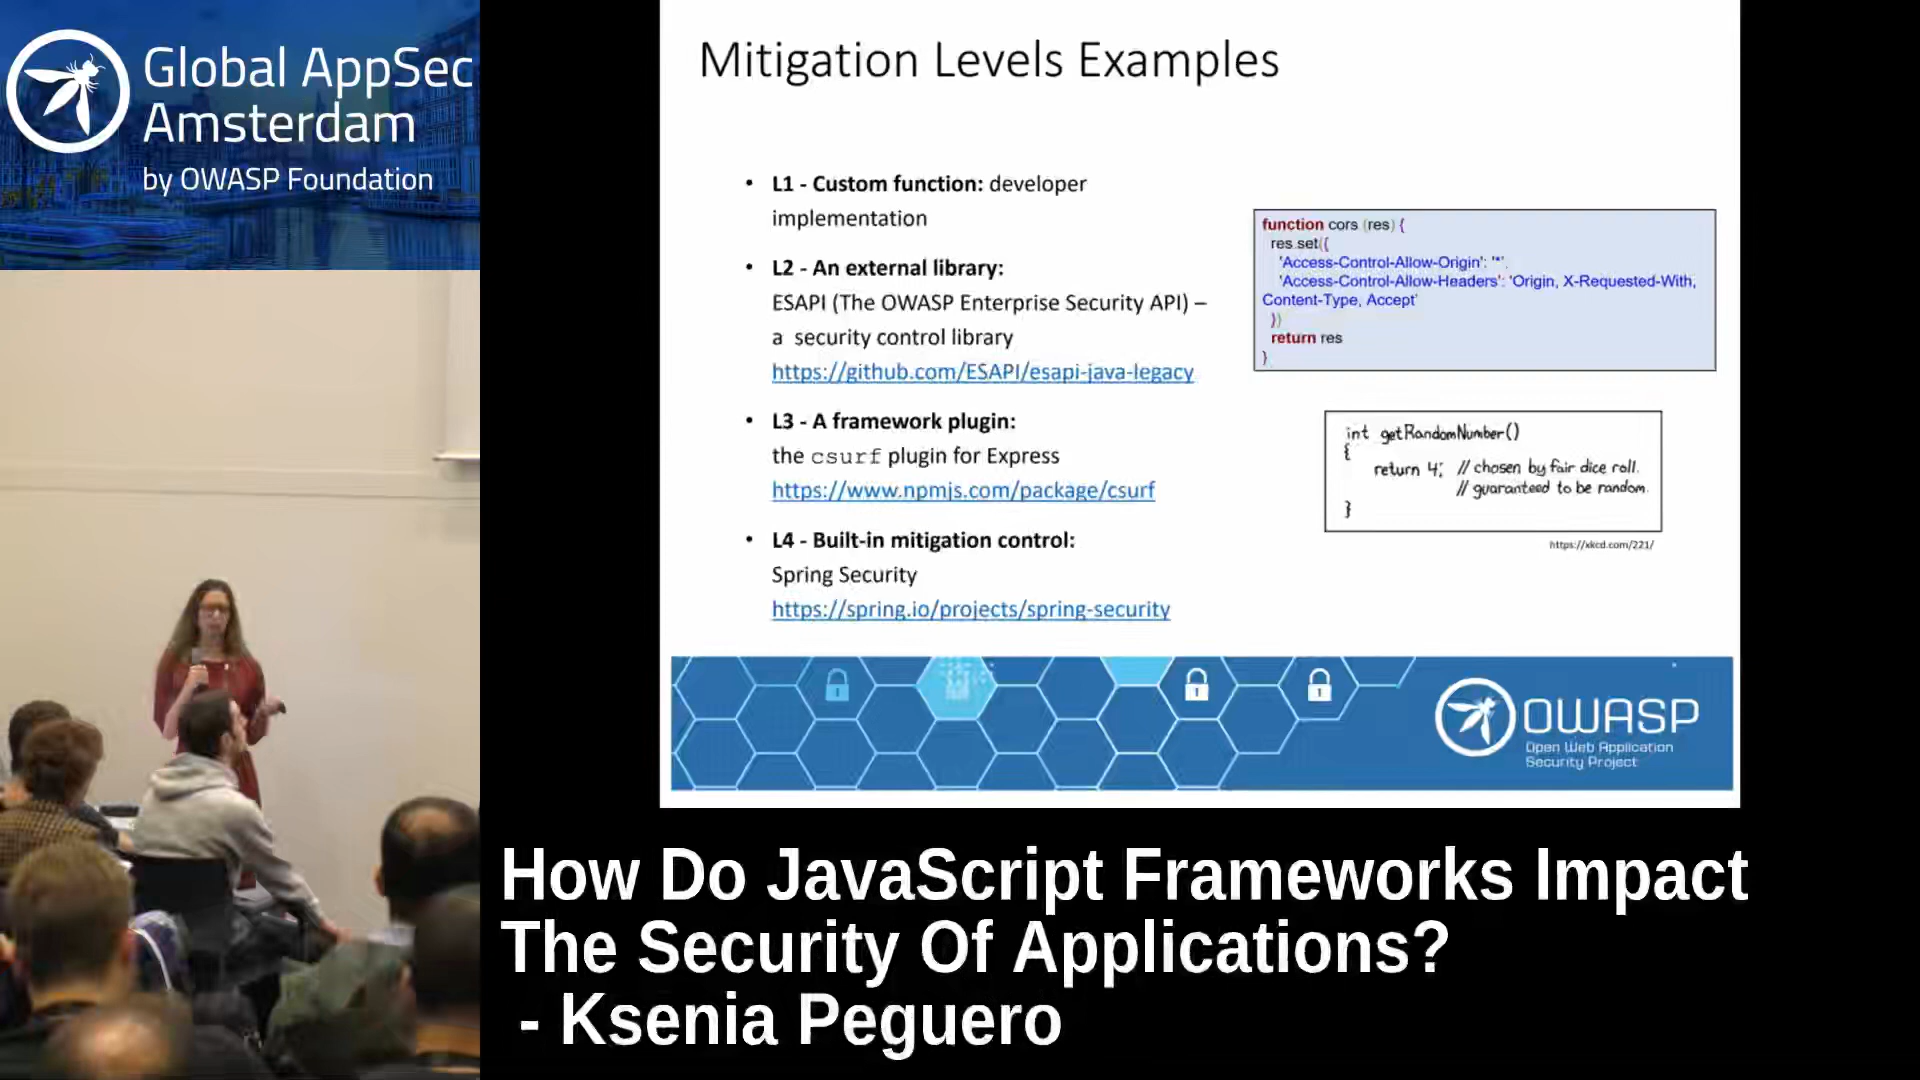 Global AppSec
Amsterdam
by OWASP Foundation
Mitigation Levels Examples
• L1 - Custom function: developer
implementation
• L2 - An external library:
ESAPI (The OWASP Enterprise Security API) –
a security control library
https://github.com/ESAPI/esapi-java-legacy
• L3 - A framework plugin:
the csurf plugin for Express
https://www.npmjs.com/package/csurf
• L4 - Built-in mitigation control:
Spring Security
https://spring.io/projects/spring-security
function cors (res) {
res.set({
'Access-Control-Allow-Origin': '*',
'Access-Control-Allow-Headers': 'Origin, X-Requested-With,
Content-Type, Accept'
})
return res
}
int getRandomNumber()
{
return 4; // chosen by fair dice roll.
// guaranteed to be random.
}
https://xkcd.com/221/
OWASP
Open Web Application
Security Project
How Do JavaScript Frameworks Impact
The Security Of Applications?
- Ksenia Peguero